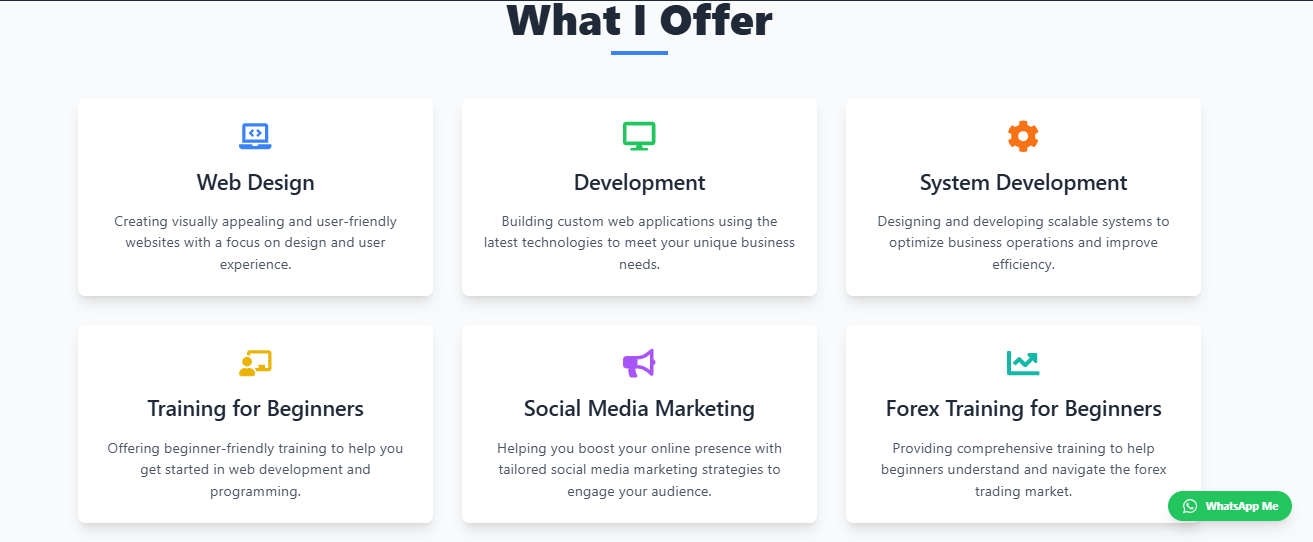 What I Offer
Web Design
Creating visually appealing and user-friendly
websites with a focus on design and user
experience.
Development
Building custom web applications using the
latest technologies to meet your unique business
needs.
System Development
Designing and developing scalable systems to
optimize business operations and improve
efficiency.
Training for Beginners
Offering beginner-friendly training to help you
get started in web development and
programming.
Social Media Marketing
Helping you boost your online presence with
tailored social media marketing strategies to
engage your audience.
Forex Training for Beginners
Providing comprehensive training to help
beginners understand and navigate the forex
trading market.
WhatsApp Me